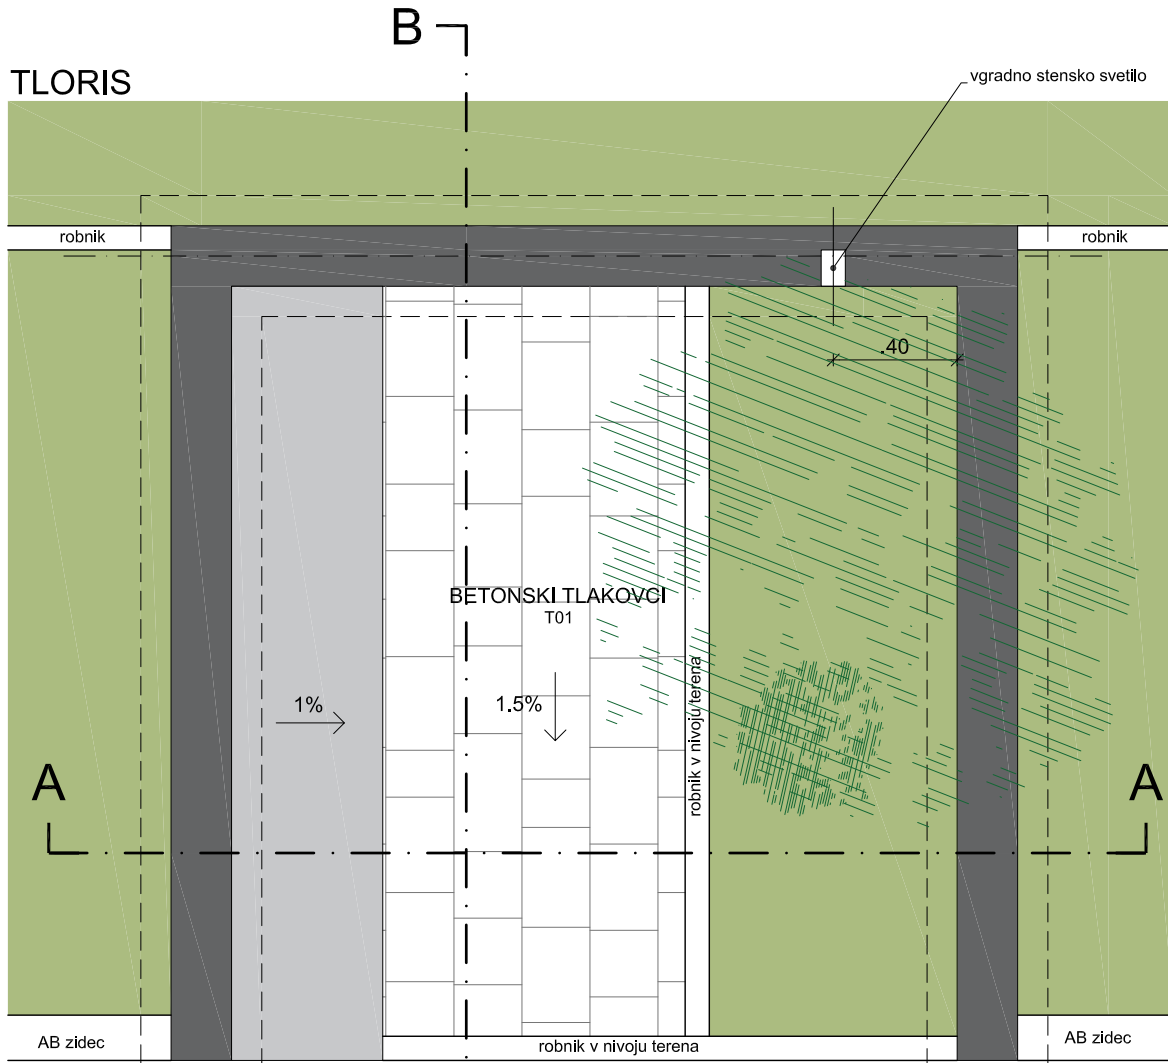 B
TLORIS
vgradno stensko svetilo
robnik
robnik
.40
BETONSKI TLAKOVCI
T01
robnik v nivoju terena
1%
1.5%
A
A
AB zidec
robnik v nivoju terena
AB zidec